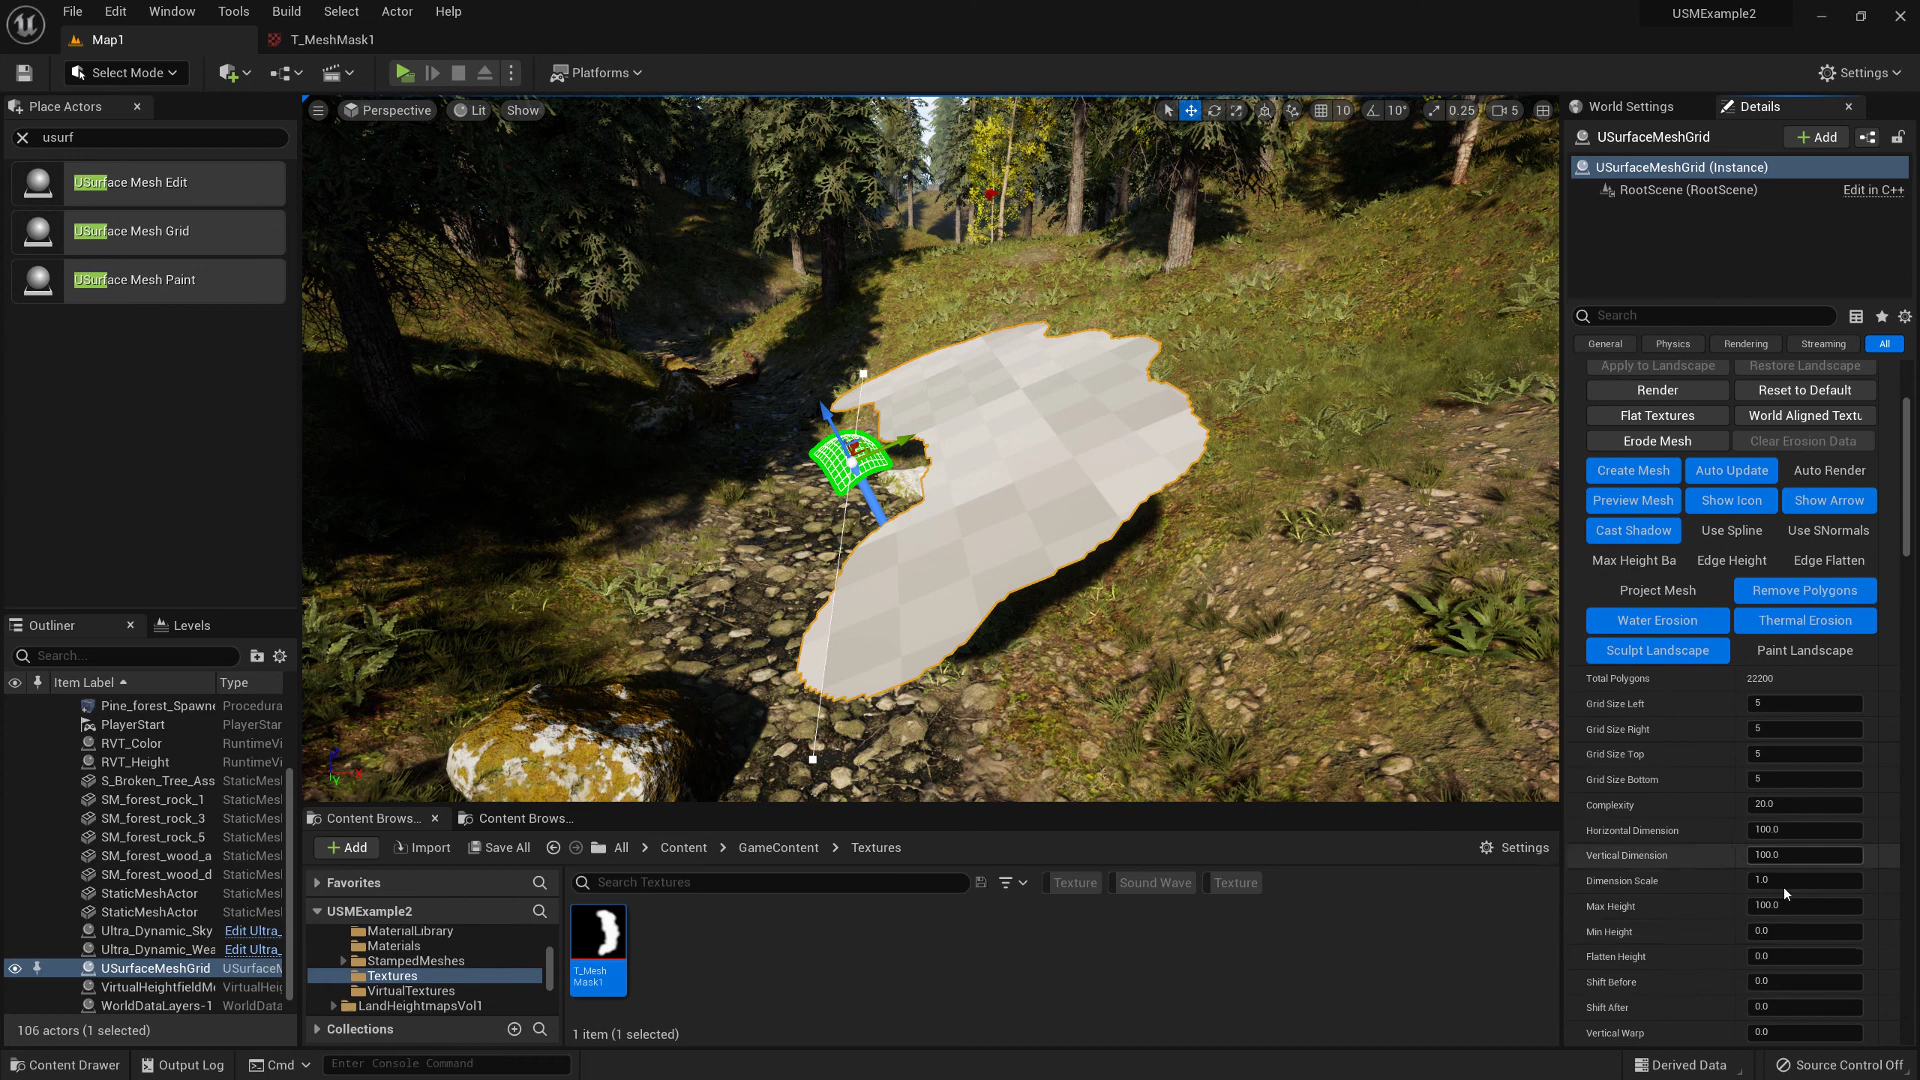 File Edit Window Tools Build Select Actor Help
USMExample2
Map1
T_MeshMask1
Select Mode
Platforms
Settings
Place Actors
usurf
USurface Mesh Edit
USurface Mesh Grid
USurface Mesh Paint
Perspective
Lit
Show
10
10°
0.25
5
World Settings
Details
USurfaceMeshGrid
Add
USurfaceMeshGrid (Instance)
RootScene (RootScene)
Edit in C++
Search
General
Physics
Rendering
Streaming
All
Apply to Landscape
Restore Landscape
Render
Reset to Default
Flat Textures
World Aligned Textu
Erode Mesh
Clear Erosion Data
Create Mesh
Auto Update
Auto Render
Preview Mesh
Show Icon
Show Arrow
Cast Shadow
Use Spline
Use SNormals
Max Height Ba
Edge Height
Edge Flatten
Project Mesh
Remove Polygons
Water Erosion
Thermal Erosion
Sculpt Landscape
Paint Landscape
Total Polygons 22200
Grid Size Left 5
Grid Size Right 5
Grid Size Top 5
Grid Size Bottom 5
Complexity 20.0
Horizontal Dimension 100.0
Vertical Dimension 100.0
Dimension Scale 1.0
Max Height 100.0
Min Height 0.0
Flatten Height 0.0
Shift Before 0.0
Shift After 0.0
Vertical Warp 0.0
Outliner
Levels
Search...
Item Label
Type
Pine_forest_Spawne Procedura
PlayerStart PlayerStar
RVT_Color RuntimeVi
RVT_Height RuntimeVi
S_Broken_Tree_Ass StaticMesl
SM_forest_rock_1 StaticMesl
SM_forest_rock_3 StaticMesl
SM_forest_rock_5 StaticMesl
SM_forest_wood_a StaticMesl
SM_forest_wood_d StaticMesl
StaticMeshActor StaticMesl
StaticMeshActor StaticMesl
Ultra_Dynamic_Sky Edit Ultra_
Ultra_Dynamic_Wea Edit Ultra_
USurfaceMeshGrid USurfaceM
VirtualHeightfieldMe VirtualHei
WorldDataLayers-1 WorldData
106 actors (1 selected)
Content Brows...
Content Brows...
Add
Import
Save All
All
Content
GameContent
Textures
Settings
Favorites
USMExample2
MaterialLibrary
Materials
StampedMeshes
Textures
VirtualTextures
LandHeightmapsVol1
Collections
Search Textures
Texture
Sound Wave
Texture
T_Mesh
Mask1
1 item (1 selected)
Content Drawer
Output Log
Cmd
Enter Console Command
Derived Data
Source Control Off